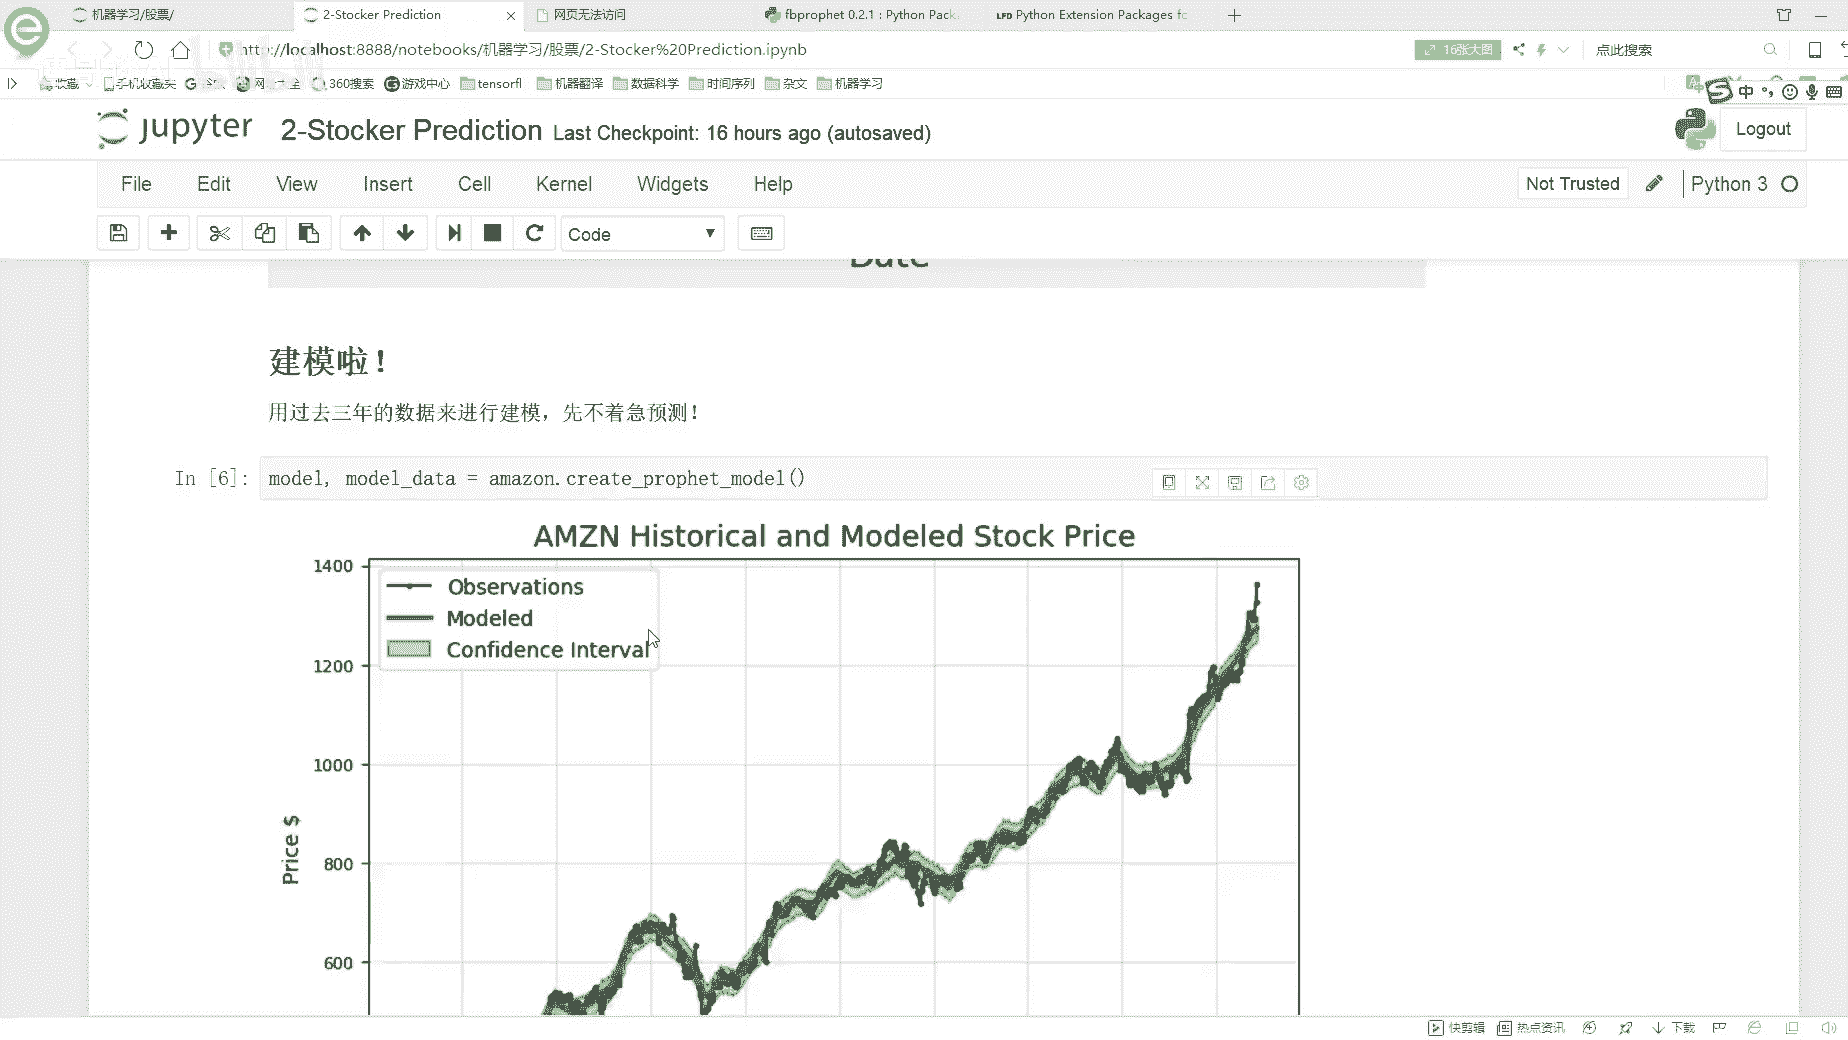 机器学习/股票/
2-Stocker Prediction
网页无法访问
fbprophet 0.2.1 : Python Pack
LFD Python Extension Packages fo
http://localhost:8888/notebooks/机器学习/股票/2-Stocker%20Prediction.ipynb
16张大图
点此搜索
收藏
手机收藏夹
360搜索
游戏中心
tensorfl
机器翻译
数据科学
时间序列
杂文
机器学习
中
jupyter
2-Stocker Prediction
Last Checkpoint: 16 hours ago (autosaved)
Logout
File
Edit
View
Insert
Cell
Kernel
Widgets
Help
Not Trusted
Python 3
Code
Date
建模啦！
用过去三年的数据来进行建模，先不着急预测！
In [6]:
model, model_data = amazon.create_prophet_model()
AMZN Historical and Modeled Stock Price
Observations
Modeled
Confidence Interval
1400
1200
1000
800
600
Price $
快剪辑
热点资讯
下载